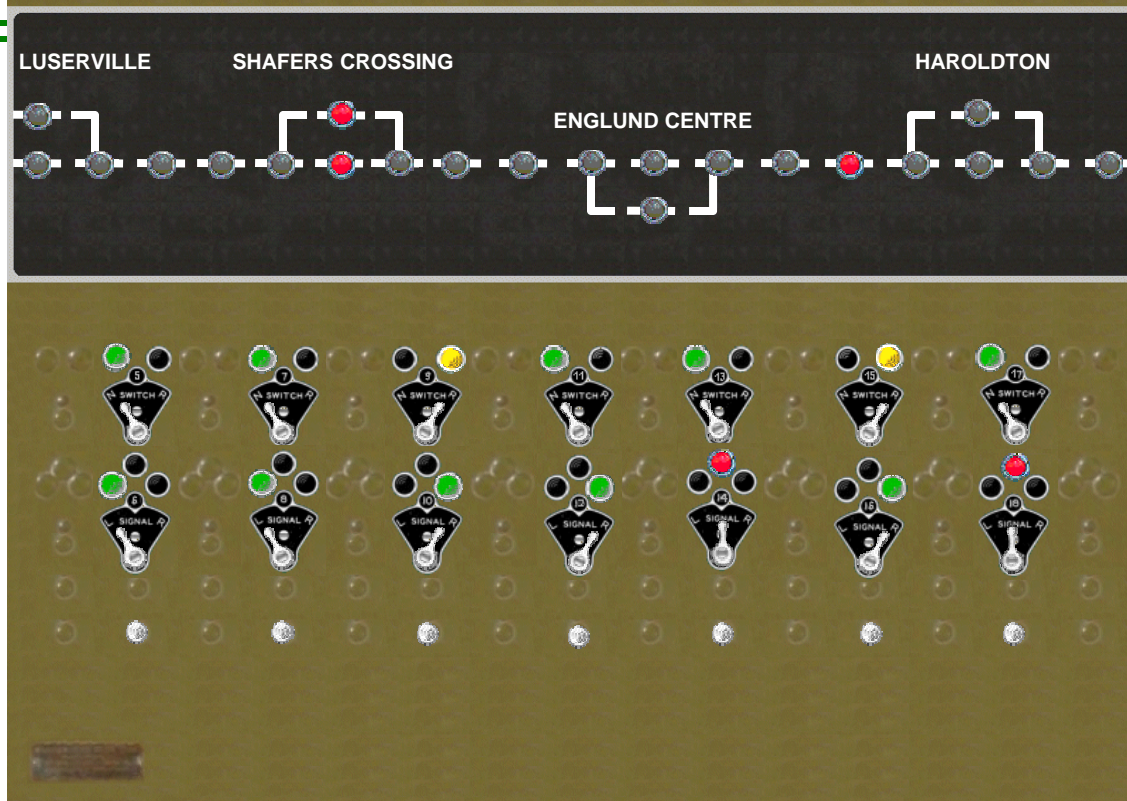 LUSERVILLE
SHAFERS CROSSING
HAROLDTON
ENGLUND CENTRE
5
N SWITCH R
7
N SWITCH R
9
N SWITCH R
11
N SWITCH R
13
N SWITCH R
15
N SWITCH R
17
N SWITCH R
6
L SIGNAL R
8
L SIGNAL R
10
L SIGNAL R
12
L SIGNAL R
14
L SIGNAL R
16
L SIGNAL R
18
L SIGNAL R